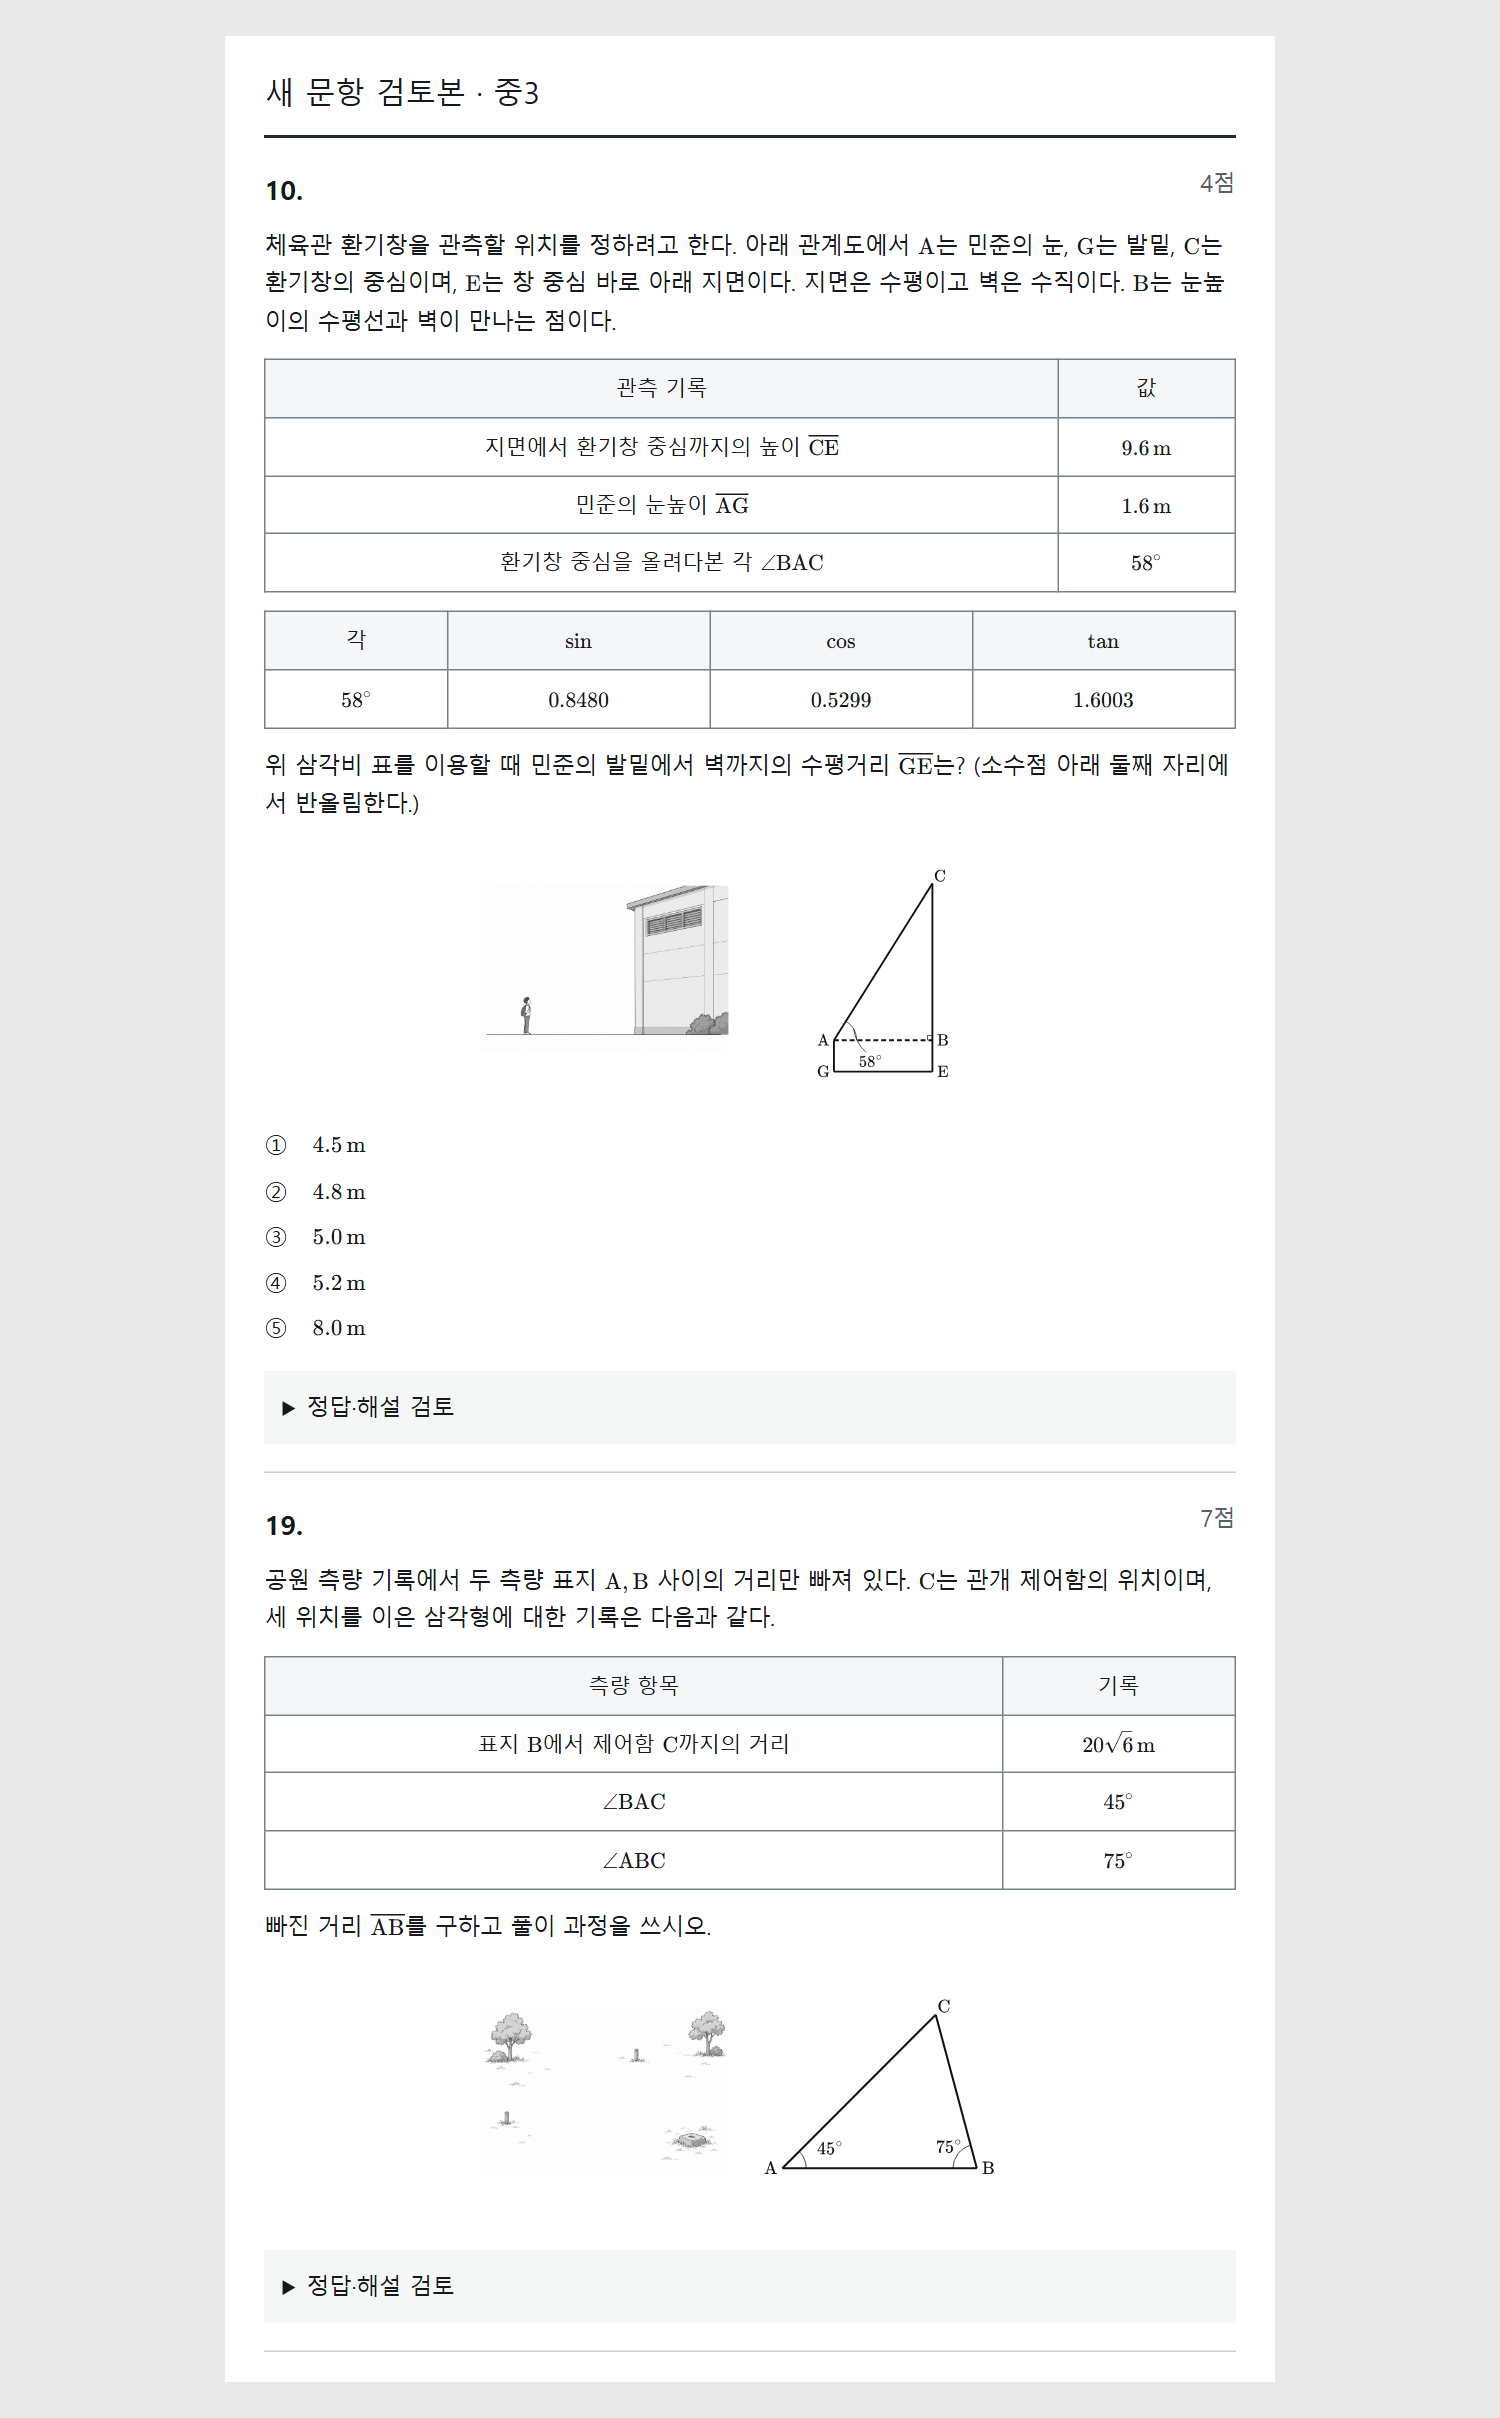 새 문항 검토본 · 중3
10.
4점
체육관 환기창을 관측할 위치를 정하려고 한다. 아래 관계도에서 A는 민준의 눈, G는 발밑, C는
환기창의 중심이며, E는 창 중심 바로 아래 지면이다. 지면은 수평이고 벽은 수직이다. B는 눈높
이의 수평선과 벽이 만나는 점이다.
관측 기록 값
지면에서 환기창 중심까지의 높이 C̅E̅ 9.6 m
민준의 눈높이 A̅G̅ 1.6 m
환기창 중심을 올려다본 각 ∠BAC 58°
각 sin cos tan
58° 0.8480 0.5299 1.6003
위 삼각비 표를 이용할 때 민준의 발밑에서 벽까지의 수평거리 G̅E̅는? (소수점 아래 둘째 자리에
서 반올림한다.)
C
A B
58°
G E
① 4.5 m
② 4.8 m
③ 5.0 m
④ 5.2 m
⑤ 8.0 m
▶ 정답·해설 검토
19.
7점
공원 측량 기록에서 두 측량 표지 A, B 사이의 거리만 빠져 있다. C는 관개 제어함의 위치이며,
세 위치를 이은 삼각형에 대한 기록은 다음과 같다.
측량 항목 기록
표지 B에서 제어함 C까지의 거리 20√6 m
∠BAC 45°
∠ABC 75°
빠진 거리 A̅B̅를 구하고 풀이 과정을 쓰시오.
C
45° 75°
A B
▶ 정답·해설 검토